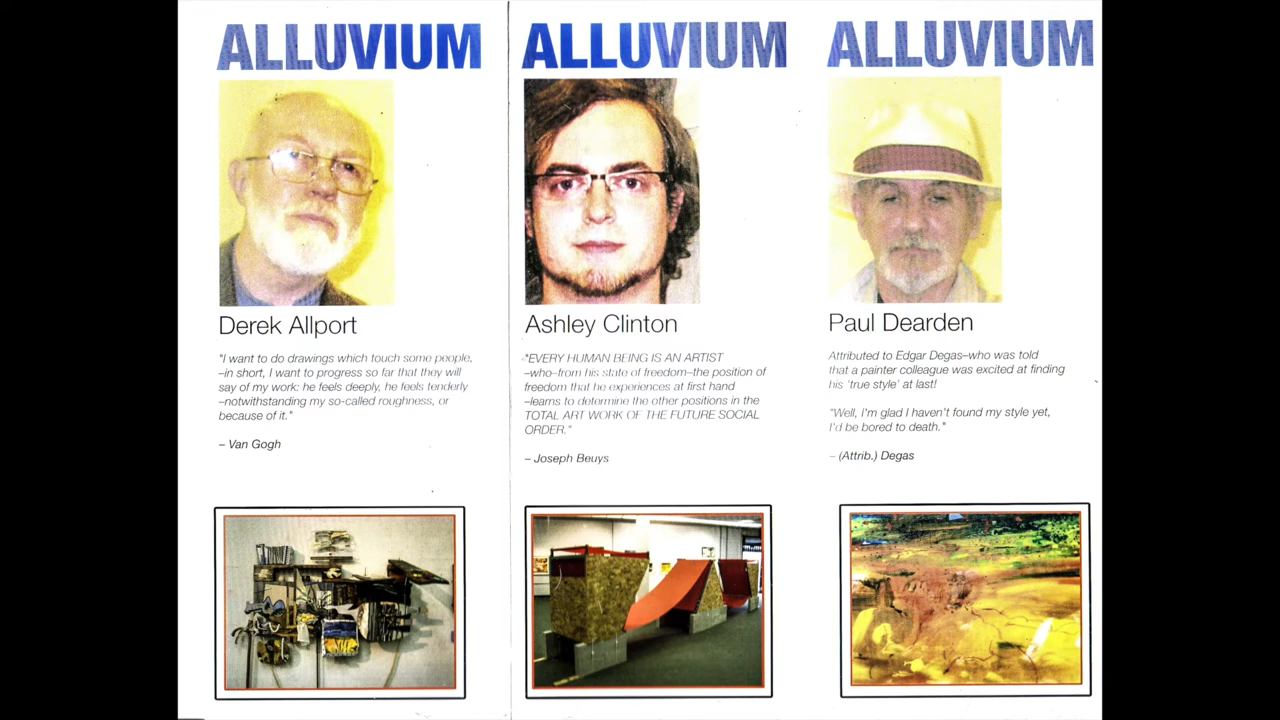 ALLUVIUM
Derek Allport
"I want to do drawings which touch some people,
–in short, I want to progress so far that they will
say of my work: he feels deeply, he feels tenderly
–notwithstanding my so-called roughness, or
because of it."
– Van Gogh
ALLUVIUM
Ashley Clinton
"EVERY HUMAN BEING IS AN ARTIST
–who–from his state of freedom–the position of
freedom that he experiences at first hand
–learns to determine the other positions in the
TOTAL ART WORK OF THE FUTURE SOCIAL
ORDER."
– Joseph Beuys
ALLUVIUM
Paul Dearden
Attributed to Edgar Degas–who was told
that a painter colleague was excited at finding
his 'true style' at last!
"Well, I'm glad I haven't found my style yet,
I'd be bored to death."
– (Attrib.) Degas